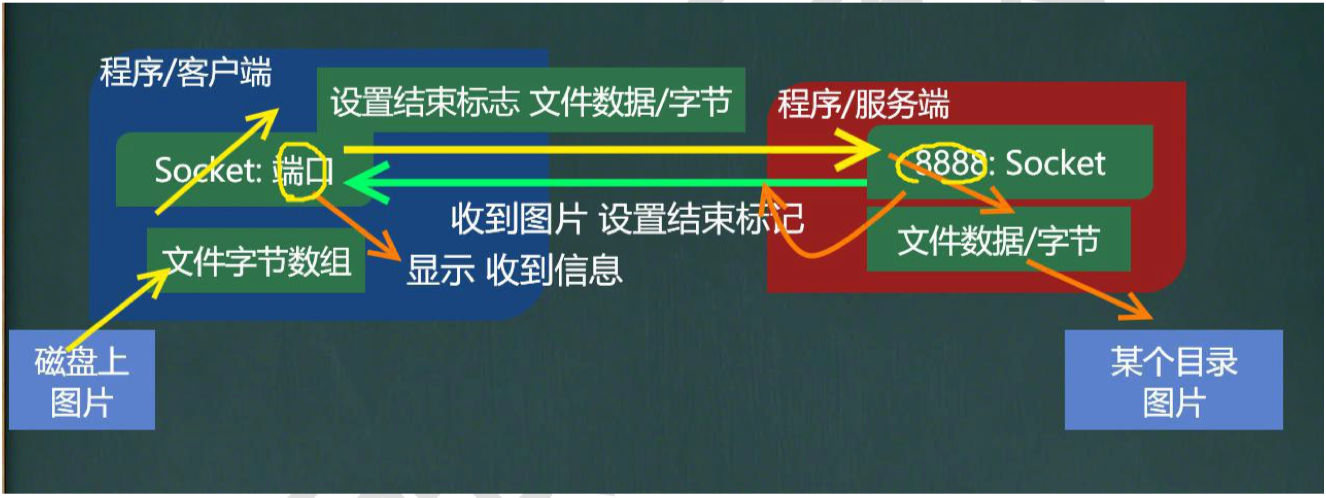 程序/客户端
设置结束标志 文件数据/字节
程序/服务端
Socket: 端口
8888: Socket
收到图片 设置结束标记
文件字节数组
显示 收到信息
文件数据/字节
磁盘上
图片
某个目录
图片